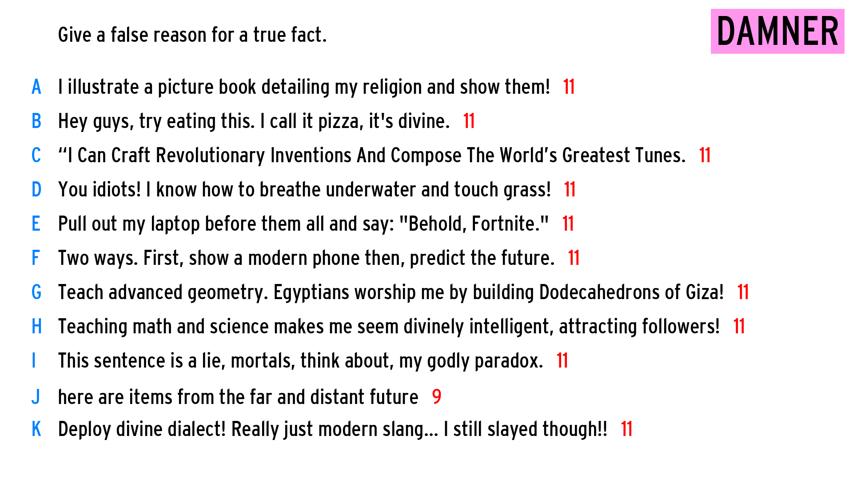 Give a false reason for a true fact.
DAMNER
A I illustrate a picture book detailing my religion and show them! 11
B Hey guys, try eating this. I call it pizza, it's divine. 11
C “I Can Craft Revolutionary Inventions And Compose The World’s Greatest Tunes. 11
D You idiots! I know how to breathe underwater and touch grass! 11
E Pull out my laptop before them all and say: "Behold, Fortnite." 11
F Two ways. First, show a modern phone then, predict the future. 11
G Teach advanced geometry. Egyptians worship me by building Dodecahedrons of Giza! 11
H Teaching math and science makes me seem divinely intelligent, attracting followers! 11
I This sentence is a lie, mortals, think about, my godly paradox. 11
J here are items from the far and distant future 9
K Deploy divine dialect! Really just modern slang... I still slayed though!! 11